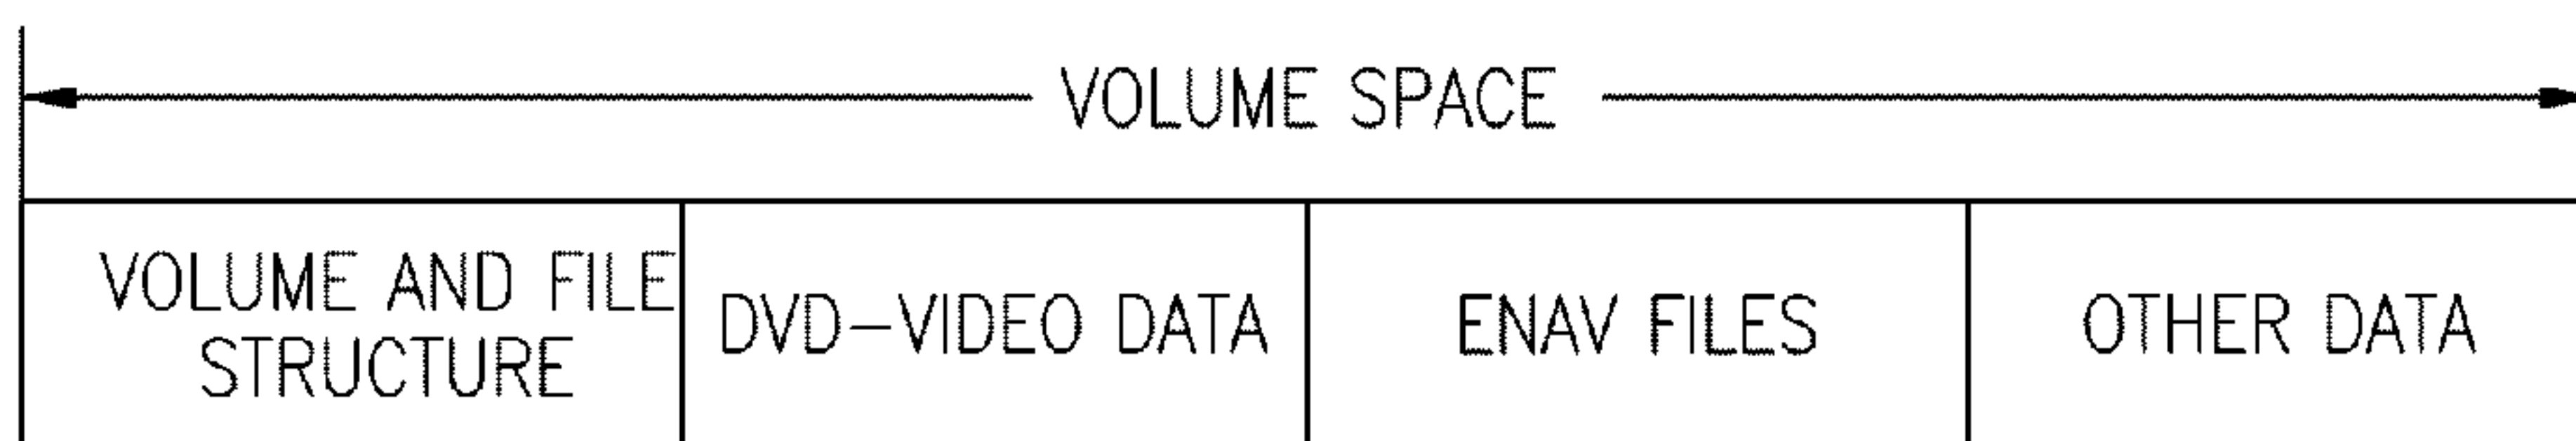 VOLUME SPACE
VOLUME AND FILE
STRUCTURE
DVD-VIDEO DATA
ENAV FILES
OTHER DATA